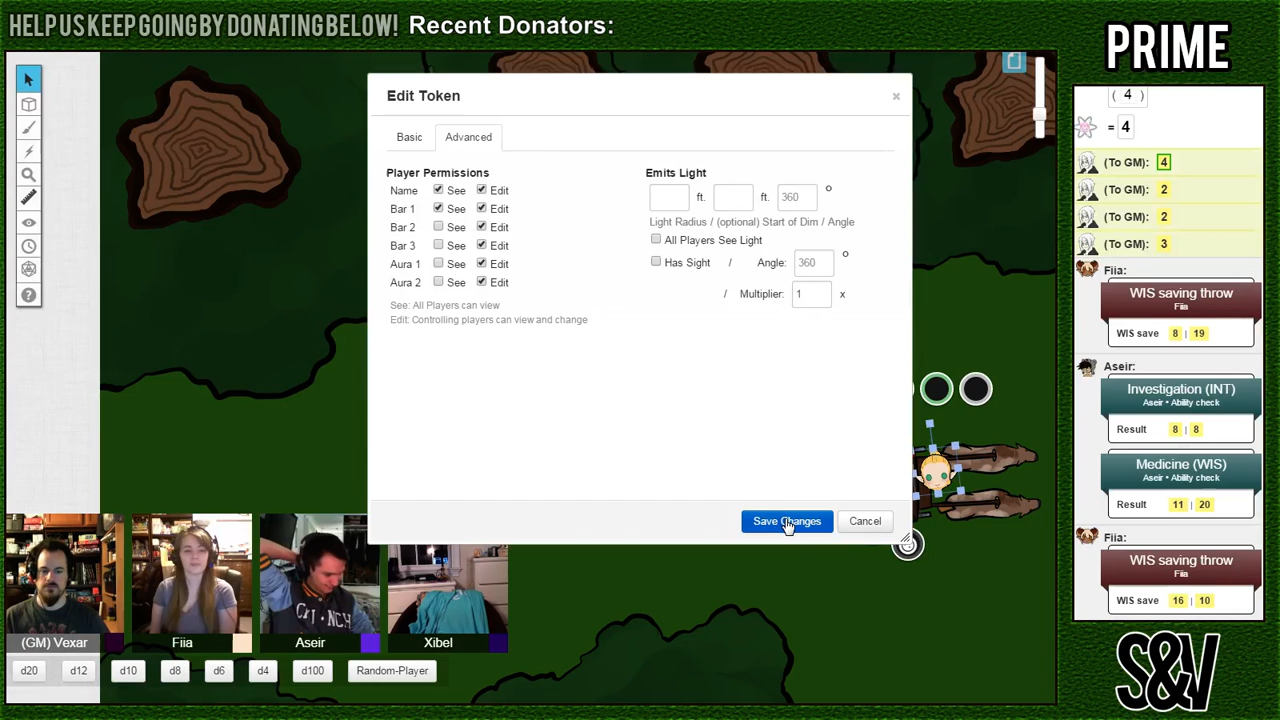 HELP US KEEP GOING BY DONATING BELOW! Recent Donators:
PRIME
Edit Token ×
Basic Advanced
Player Permissions
Name See Edit
Bar 1 See Edit
Bar 2 See Edit
Bar 3 See Edit
Aura 1 See Edit
Aura 2 See Edit
See: All Players can view
Edit: Controlling players can view and change
Emits Light
ft. ft. 360 °
Light Radius / (optional) Start of Dim / Angle
All Players See Light
Has Sight / Angle: 360 °
/ Multiplier: 1 x
Save Changes Cancel
( 4 )
= 4
(To GM): 4
(To GM): 2
(To GM): 2
(To GM): 3
Fiia:
WIS saving throw
Fiia
WIS save 8 | 19
Aseir:
Investigation (INT)
Aseir • Ability check
Result 8 | 8
Medicine (WIS)
Aseir • Ability check
Result 11 | 20
Fiia:
WIS saving throw
Fiia
WIS save 16 | 10
(GM) Vexar Fiia Aseir Xibel
d20 d12 d10 d8 d6 d4 d100 Random-Player
S&V